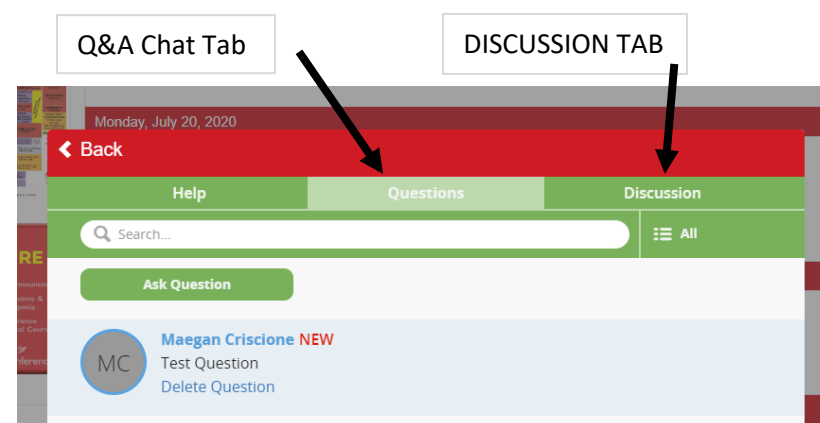 Q&A Chat Tab
DISCUSSION TAB
Monday, July 20, 2020
Back
Help
Questions
Discussion
Search...
All
Ask Question
RE
MC
Maegan Criscione NEW
Test Question
Delete Question